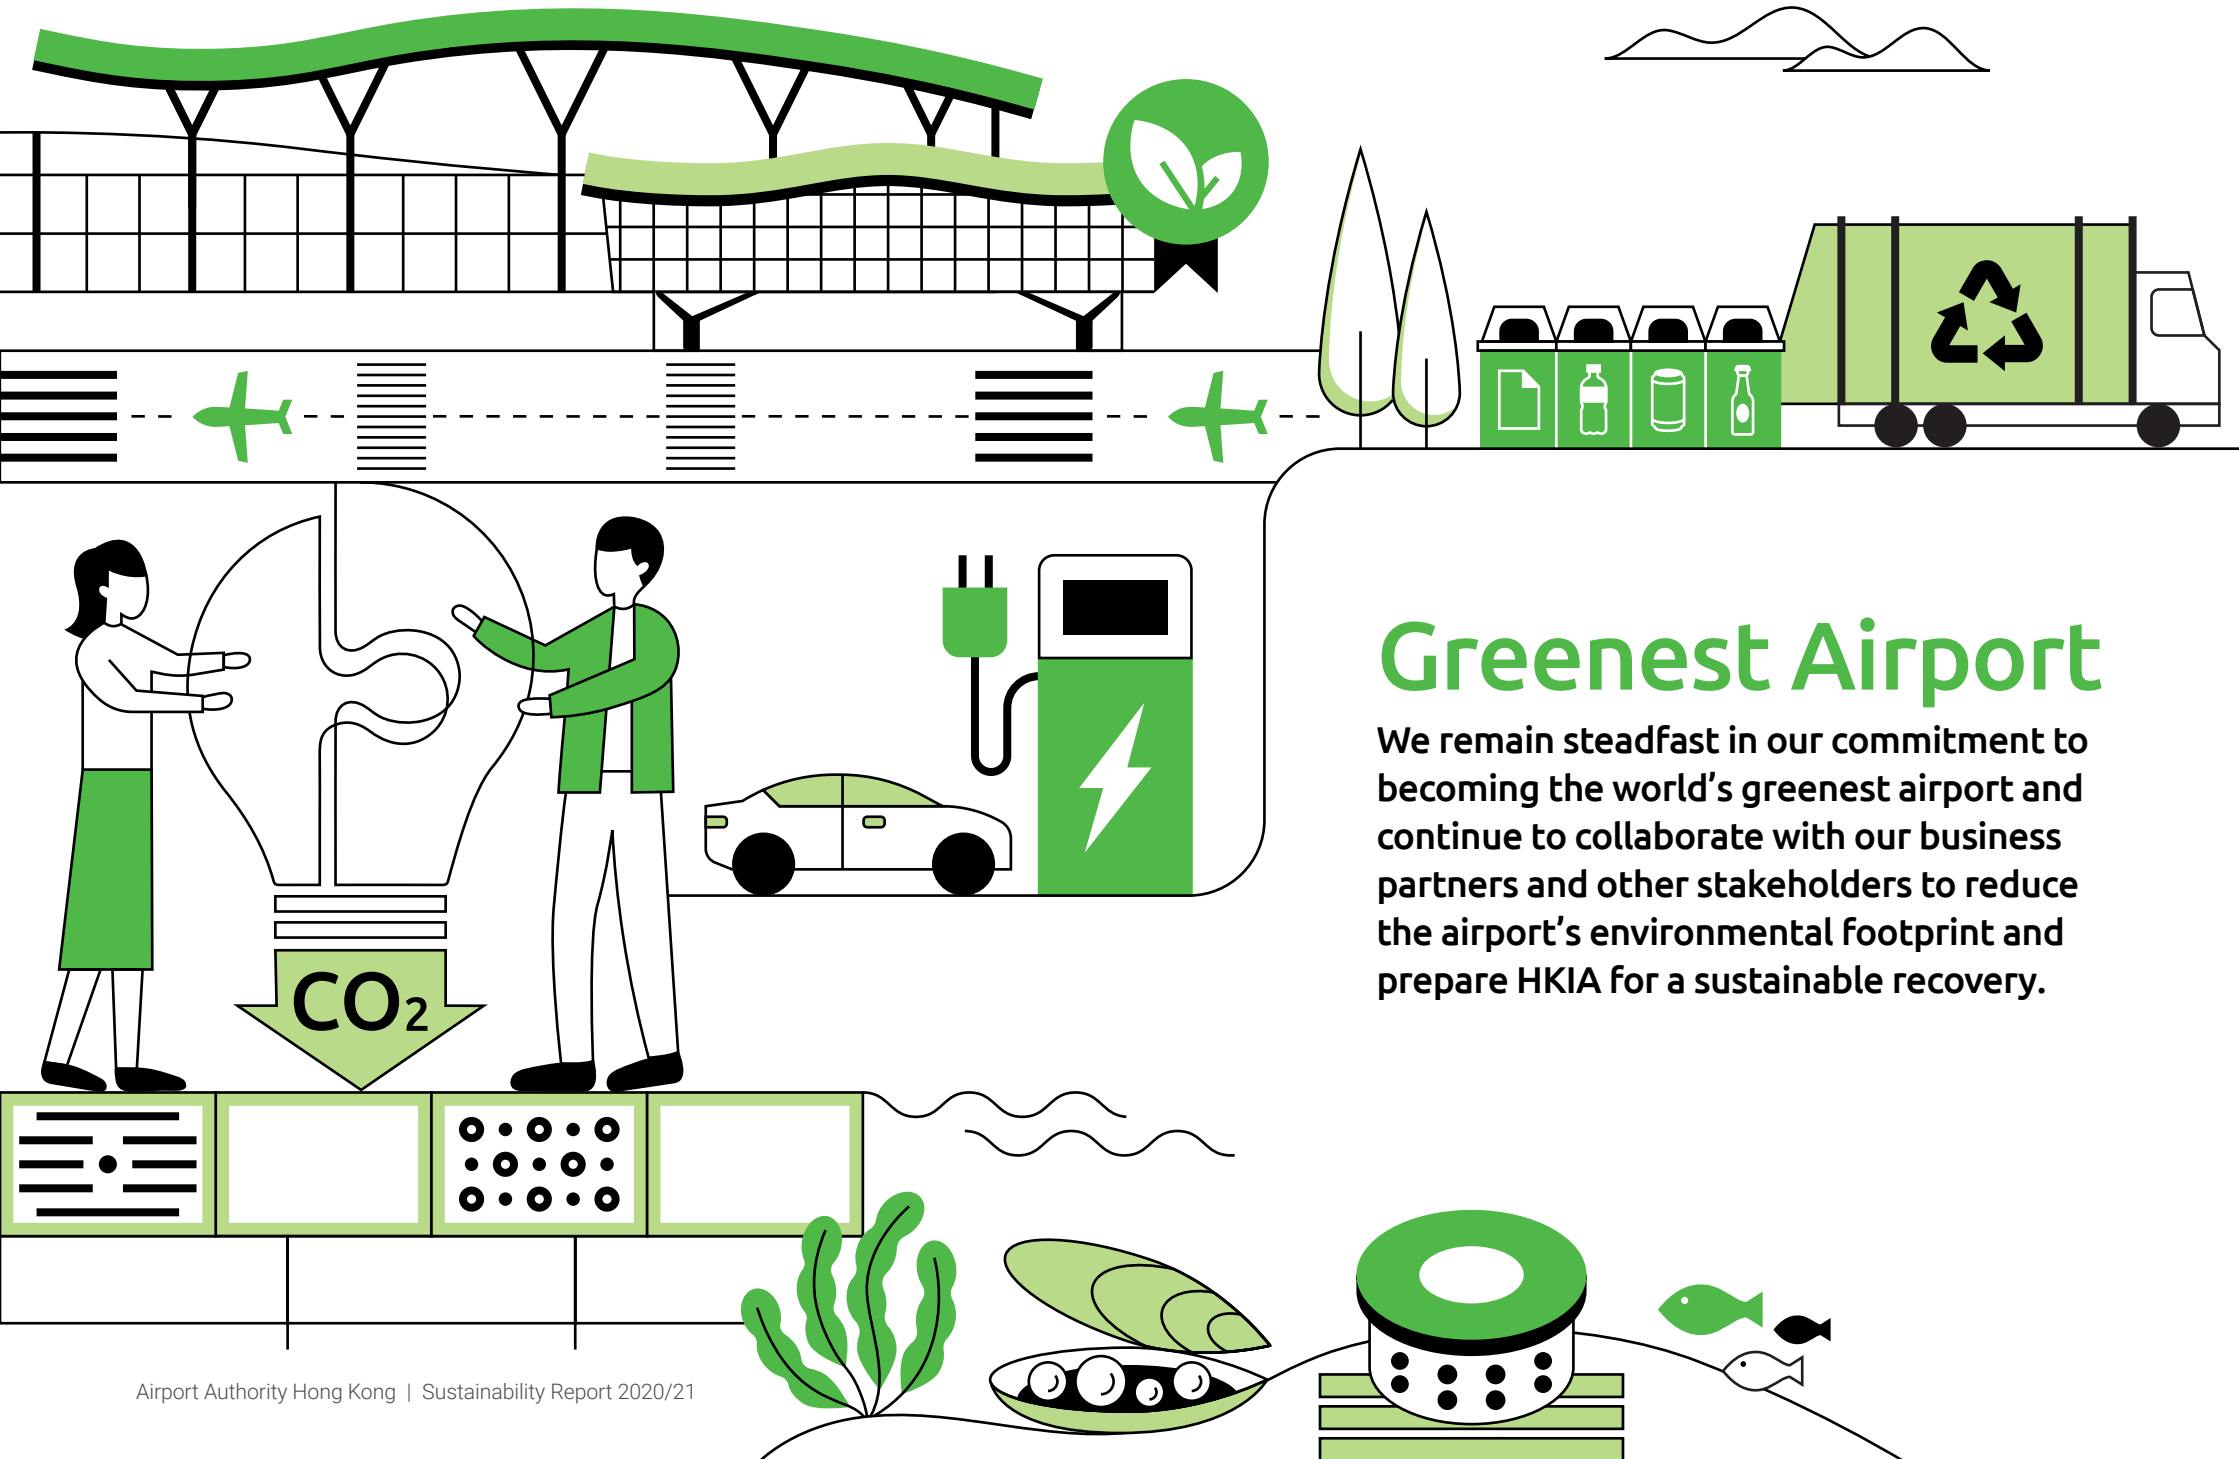 Greenest Airport
We remain steadfast in our commitment to
becoming the world’s greenest airport and
continue to collaborate with our business
partners and other stakeholders to reduce
the airport’s environmental footprint and
prepare HKIA for a sustainable recovery.
CO₂
Airport Authority Hong Kong | Sustainability Report 2020/21